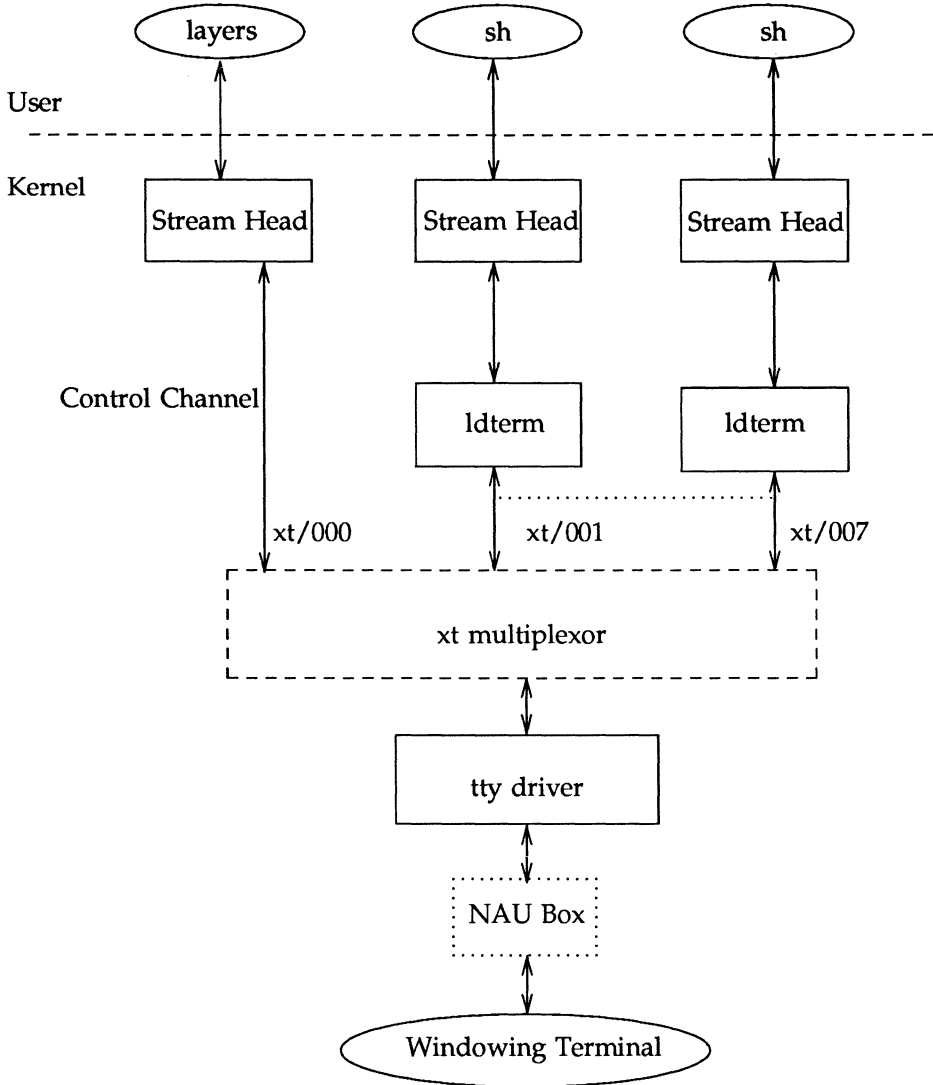 layers
sh
sh
User
Kernel
Stream Head
Stream Head
Stream Head
Control Channel
ldterm
ldterm
xt/000
xt/001
xt/007
xt multiplexor
tty driver
NAU Box
Windowing Terminal